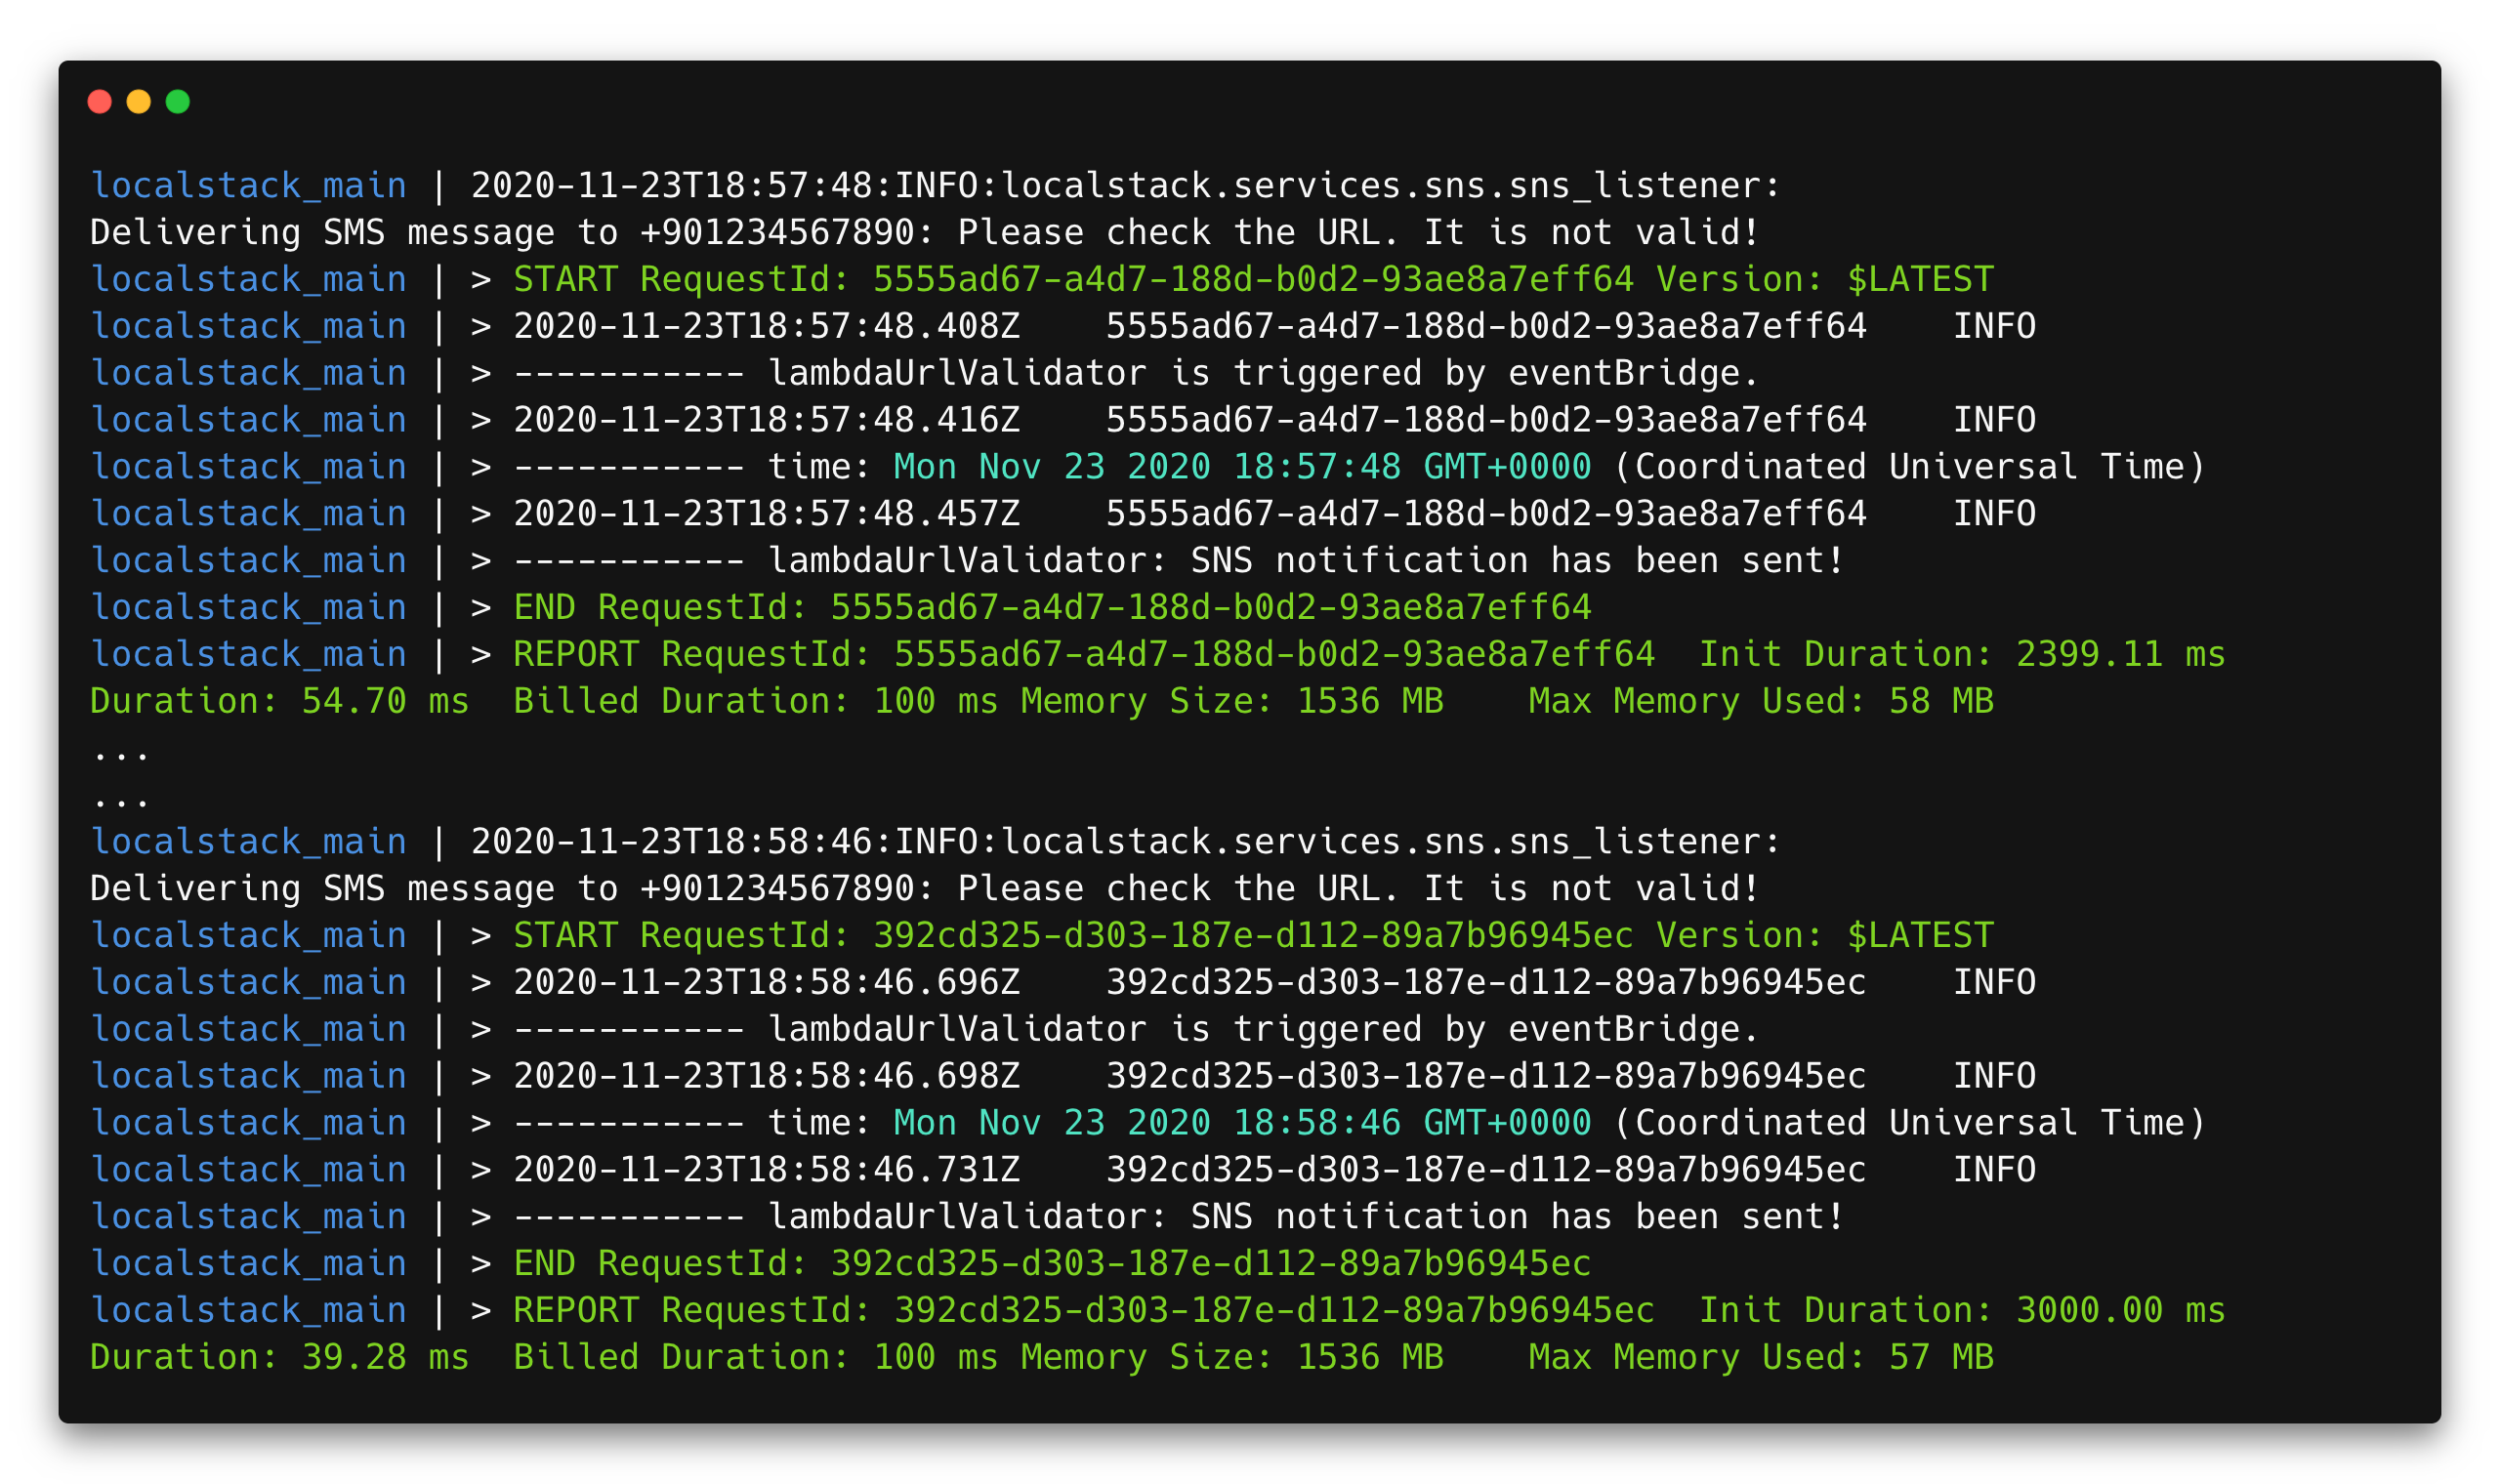 localstack_main | 2020-11-23T18:57:48:INFO:localstack.services.sns.sns_listener:
Delivering SMS message to +901234567890: Please check the URL. It is not valid!
localstack_main | > START RequestId: 5555ad67-a4d7-188d-b0d2-93ae8a7eff64 Version: $LATEST
localstack_main | > 2020-11-23T18:57:48.408Z    5555ad67-a4d7-188d-b0d2-93ae8a7eff64    INFO
localstack_main | > ----------- lambdaUrlValidator is triggered by eventBridge.
localstack_main | > 2020-11-23T18:57:48.416Z    5555ad67-a4d7-188d-b0d2-93ae8a7eff64    INFO
localstack_main | > ----------- time: Mon Nov 23 2020 18:57:48 GMT+0000 (Coordinated Universal Time)
localstack_main | > 2020-11-23T18:57:48.457Z    5555ad67-a4d7-188d-b0d2-93ae8a7eff64    INFO
localstack_main | > ----------- lambdaUrlValidator: SNS notification has been sent!
localstack_main | > END RequestId: 5555ad67-a4d7-188d-b0d2-93ae8a7eff64
localstack_main | > REPORT RequestId: 5555ad67-a4d7-188d-b0d2-93ae8a7eff64  Init Duration: 2399.11 ms
Duration: 54.70 ms  Billed Duration: 100 ms Memory Size: 1536 MB    Max Memory Used: 58 MB
...
...
localstack_main | 2020-11-23T18:58:46:INFO:localstack.services.sns.sns_listener:
Delivering SMS message to +901234567890: Please check the URL. It is not valid!
localstack_main | > START RequestId: 392cd325-d303-187e-d112-89a7b96945ec Version: $LATEST
localstack_main | > 2020-11-23T18:58:46.696Z    392cd325-d303-187e-d112-89a7b96945ec    INFO
localstack_main | > ----------- lambdaUrlValidator is triggered by eventBridge.
localstack_main | > 2020-11-23T18:58:46.698Z    392cd325-d303-187e-d112-89a7b96945ec    INFO
localstack_main | > ----------- time: Mon Nov 23 2020 18:58:46 GMT+0000 (Coordinated Universal Time)
localstack_main | > 2020-11-23T18:58:46.731Z    392cd325-d303-187e-d112-89a7b96945ec    INFO
localstack_main | > ----------- lambdaUrlValidator: SNS notification has been sent!
localstack_main | > END RequestId: 392cd325-d303-187e-d112-89a7b96945ec
localstack_main | > REPORT RequestId: 392cd325-d303-187e-d112-89a7b96945ec  Init Duration: 3000.00 ms
Duration: 39.28 ms  Billed Duration: 100 ms Memory Size: 1536 MB    Max Memory Used: 57 MB